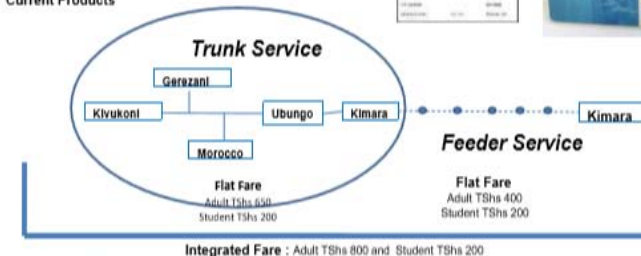 Current Products
Trunk Service
Gerezani
Kivukoni
Ubungo
Kimara
Kimara
Morocco
Feeder Service
Flat Fare
Adult TShs 650
Student TShs 200
Flat Fare
Adult TShs 400
Student TShs 200
Integrated Fare : Adult TShs 800 and Student TShs 200